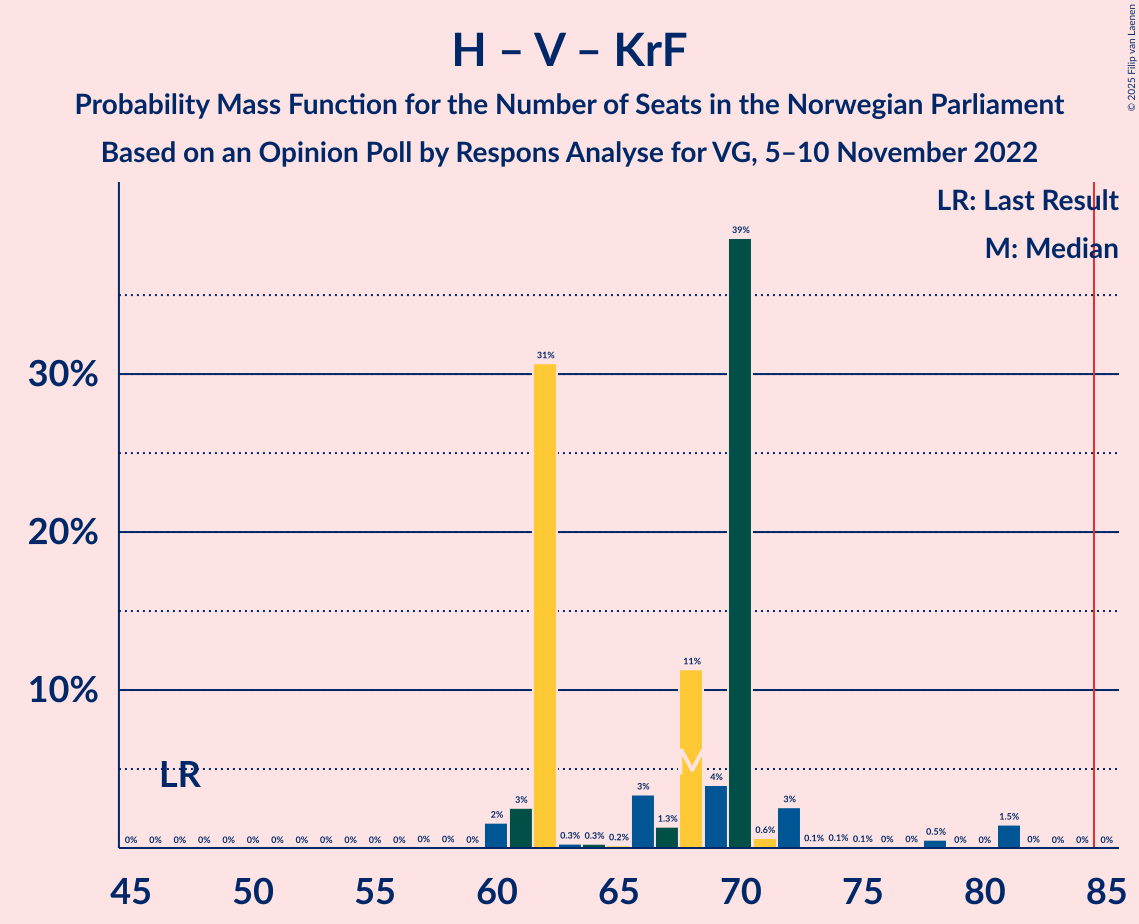 H – V – KrF
Probability Mass Function for the Number of Seats in the Norwegian Parliament
Based on an Opinion Poll by Respons Analyse for VG, 5–10 November 2022
© 2025 Filip van Laenen
LR: Last Result
M: Median
30%
20%
10%
LR
M
0% 0% 0% 0% 0% 0% 0% 0% 0% 0% 0% 0% 0% 0% 0% 2% 3% 31% 0.3% 0.3% 0.2% 3% 1.3% 11% 4% 39% 0.6% 3% 0.1% 0.1% 0.1% 0% 0% 0.5% 0% 0% 1.5% 0% 0% 0% 0%
45 50 55 60 65 70 75 80 85